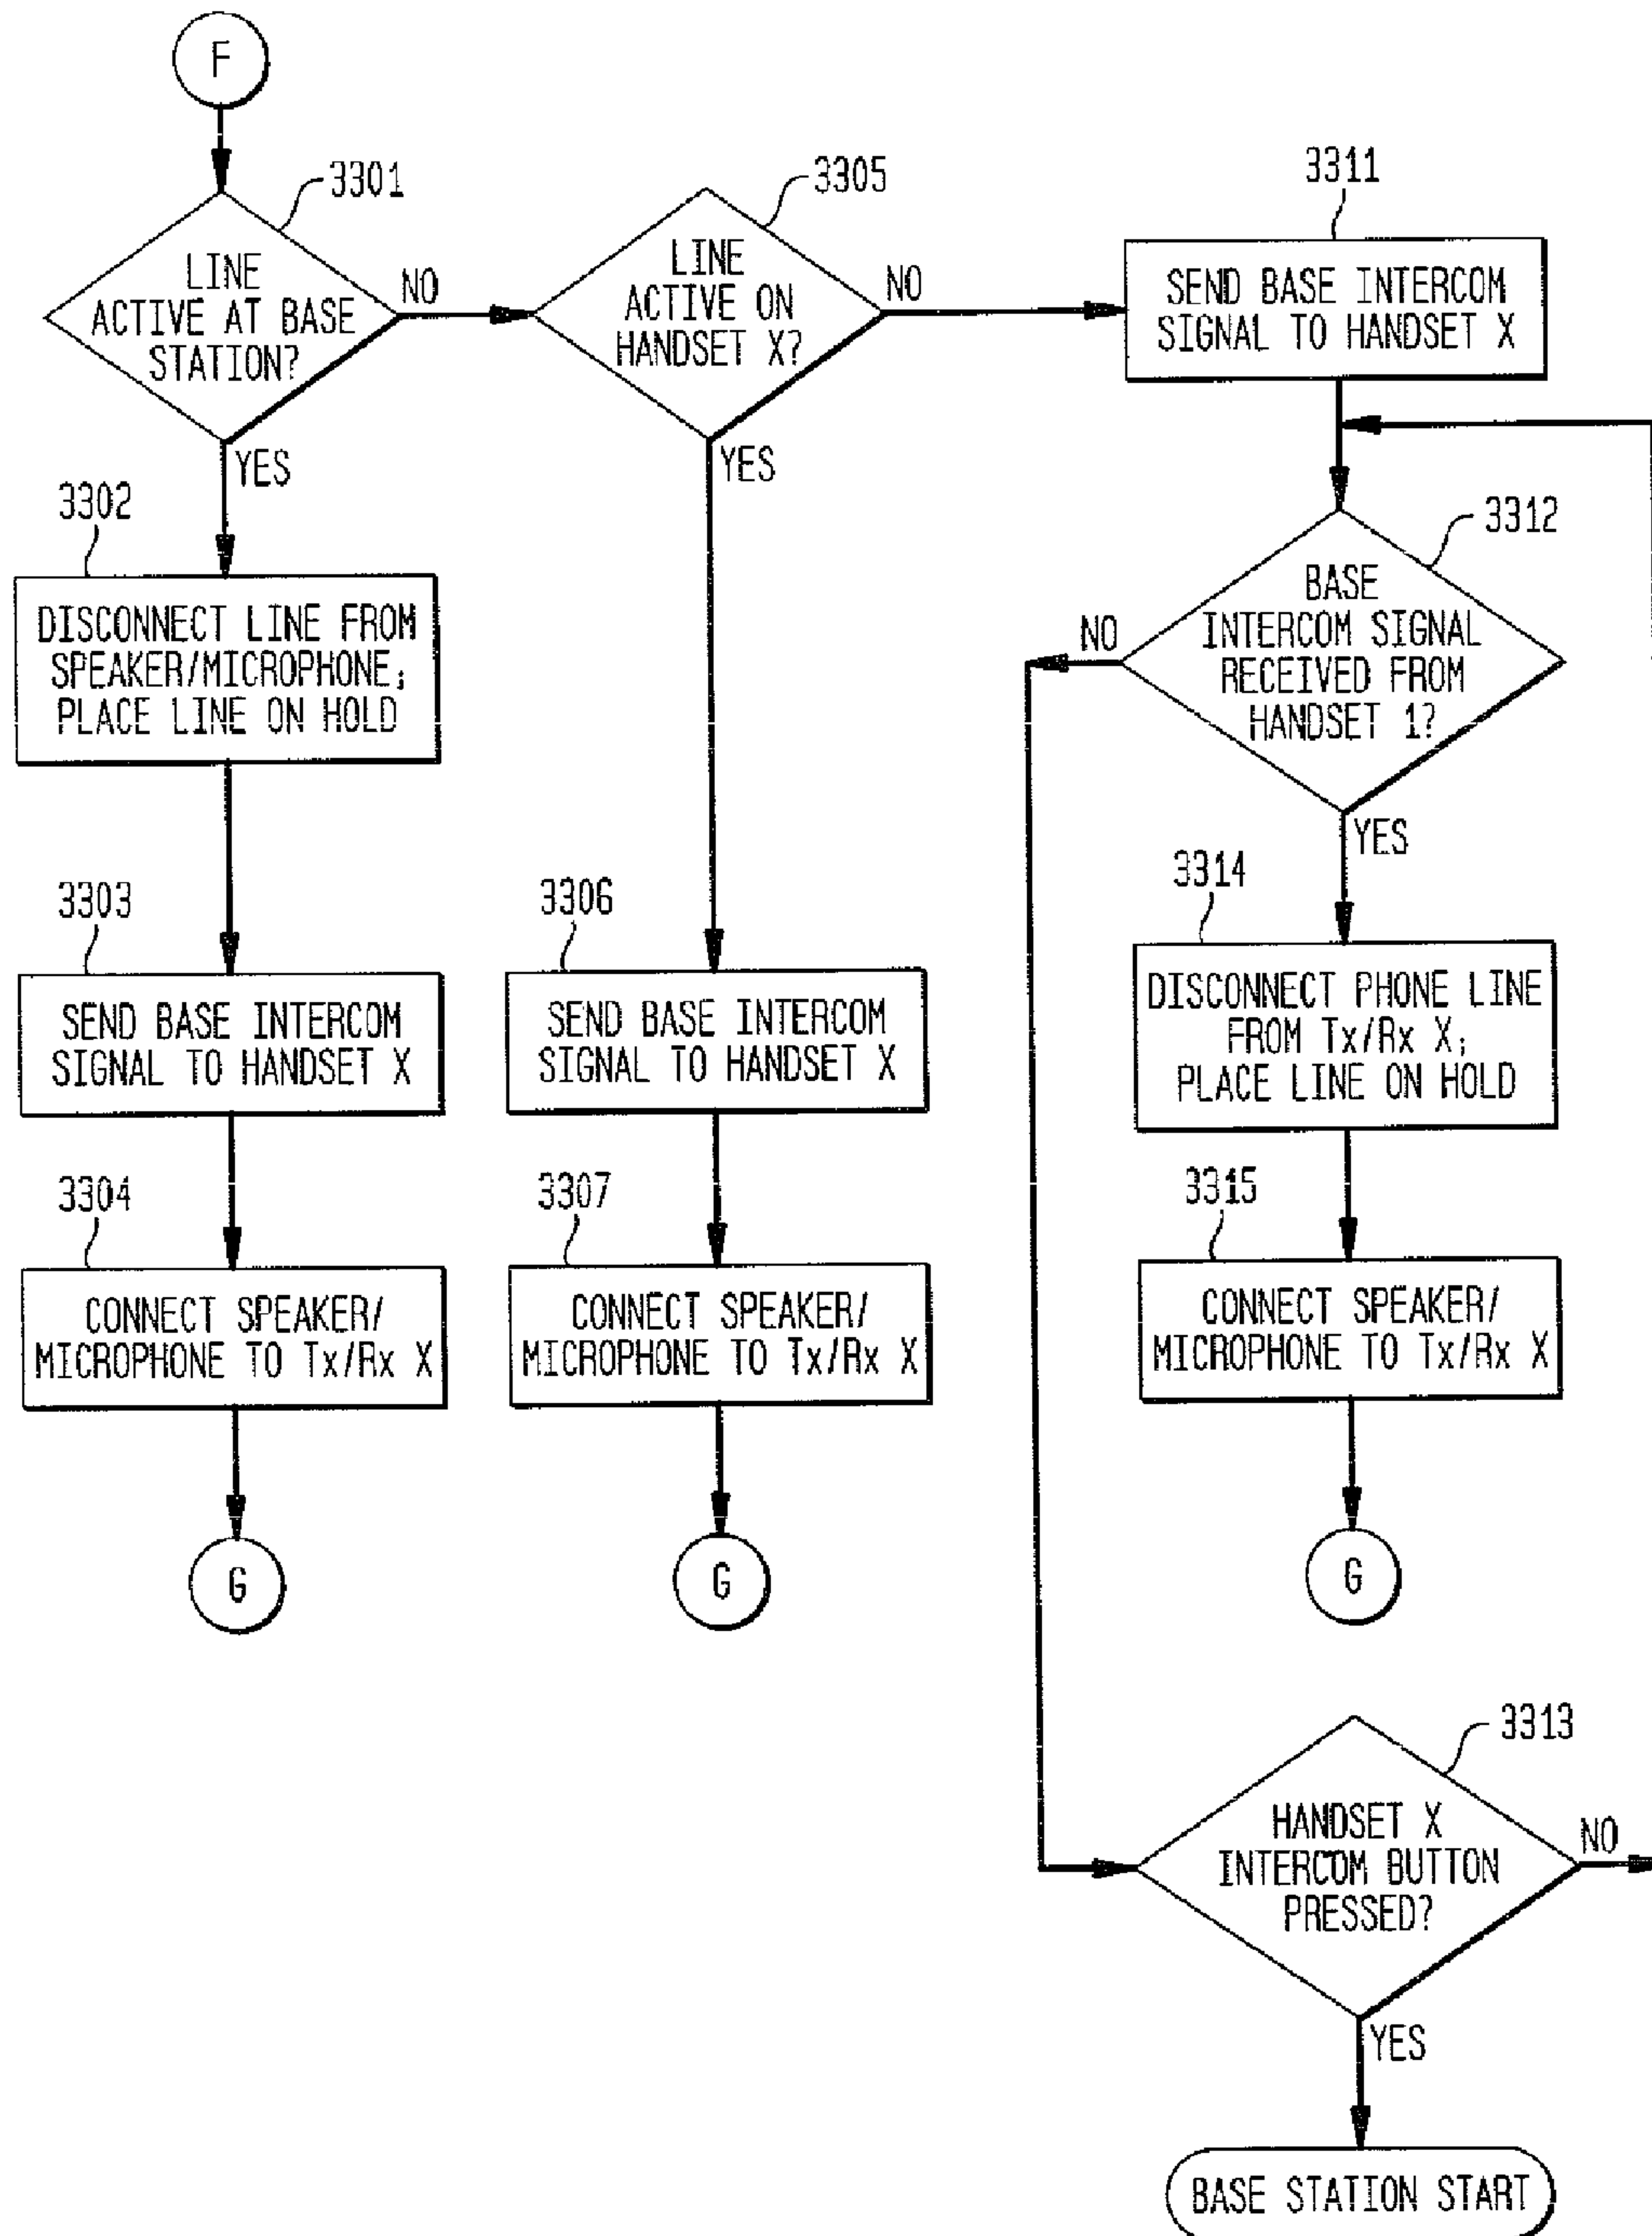 F
3301
LINE
ACTIVE AT BASE
STATION?
NO
YES
3305
LINE
ACTIVE ON
HANDSET X?
NO
YES
3311
SEND BASE INTERCOM
SIGNAL TO HANDSET X
3302
DISCONNECT LINE FROM
SPEAKER/MICROPHONE;
PLACE LINE ON HOLD
3312
BASE
INTERCOM SIGNAL
RECEIVED FROM
HANDSET 1?
NO
YES
3303
SEND BASE INTERCOM
SIGNAL TO HANDSET X
3306
SEND BASE INTERCOM
SIGNAL TO HANDSET X
3314
DISCONNECT PHONE LINE
FROM Tx/Rx X;
PLACE LINE ON HOLD
3304
CONNECT SPEAKER/
MICROPHONE TO Tx/Rx X
3307
CONNECT SPEAKER/
MICROPHONE TO Tx/Rx X
3315
CONNECT SPEAKER/
MICROPHONE TO Tx/Rx X
G
G
G
3313
HANDSET X
INTERCOM BUTTON
PRESSED?
NO
YES
BASE STATION START